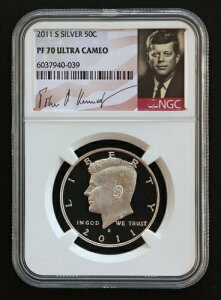 2011 S SILVER 50C
PF 70 ULTRA CAMEO
6037940-039
NGC
LIBERTY
IN GOD WE TRUST
S
2011